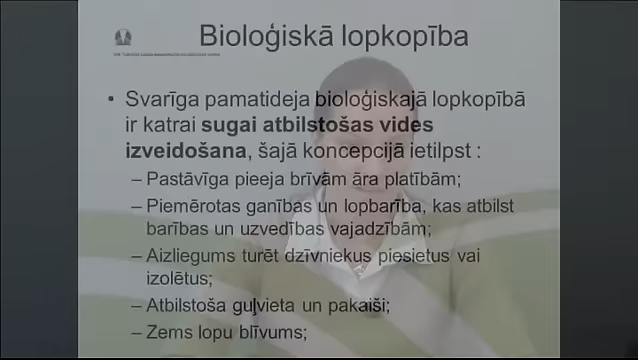 Bioloģiskā lopkopība
• Svarīga pamatideja bioloģiskajā lopkopībā
ir katrai sugai atbilstošas vides
izveidošana, šajā koncepcijā ietilpst :
– Pastāvīga pieeja brīvām āra platībām;
– Piemērotas ganības un lopbarība, kas atbilst
barības un uzvedības vajadzībām;
– Aizliegums turēt dzīvniekus piesietus vai
izolētus;
– Atbilstoša guļvieta un pakaiši;
– Zems lopu blīvums;